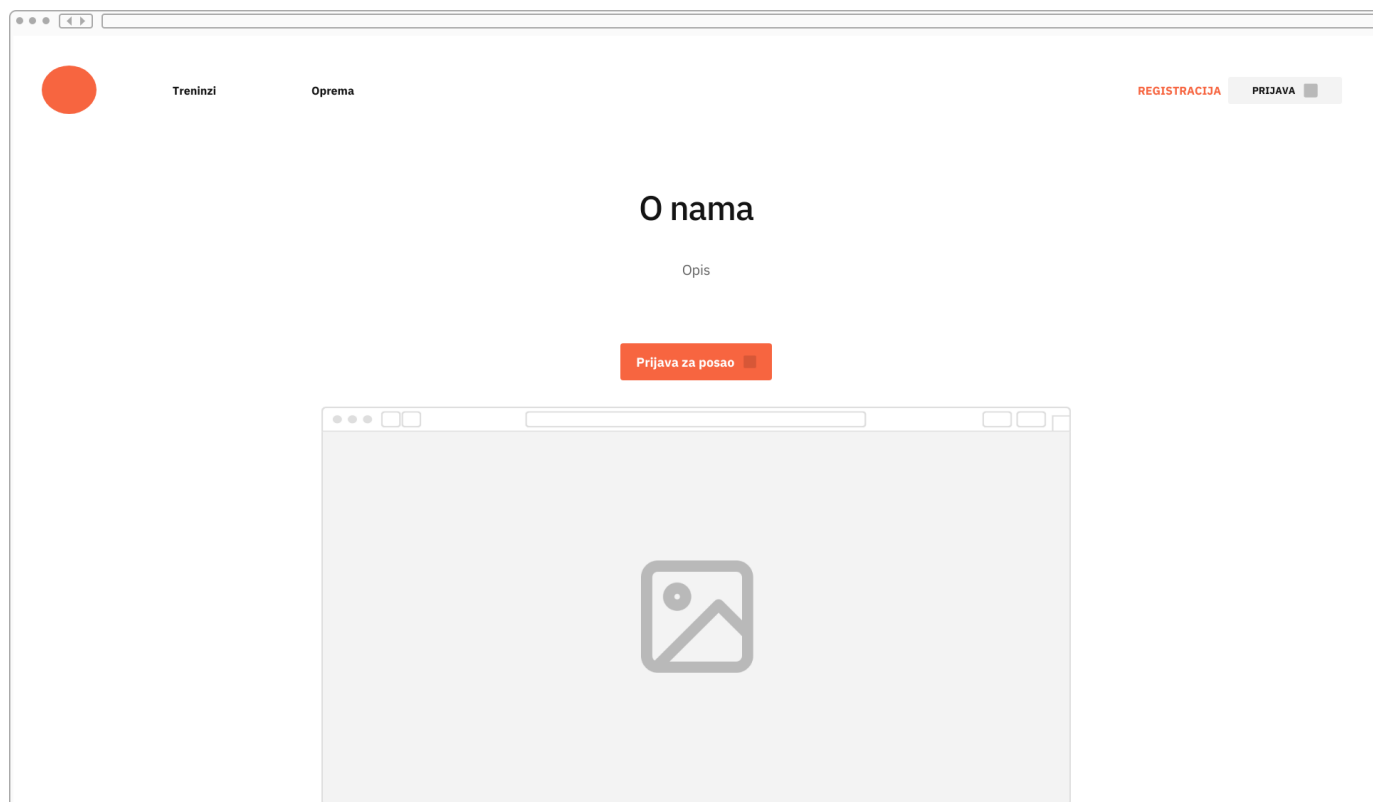 Treninzi
Oprema
REGISTRACIJA
PRIJAVA
O nama
Opis
Prijava za posao